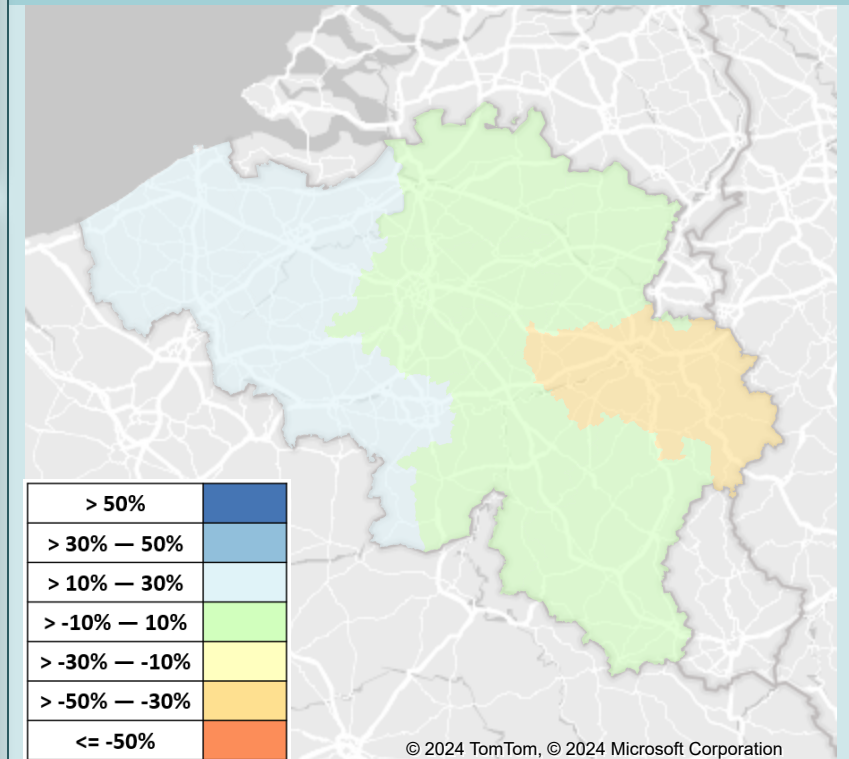 > 50%
> 30% — 50%
> 10% — 30%
> -10% — 10%
> -30% — -10%
> -50% — -30%
<= -50%
© 2024 TomTom, © 2024 Microsoft Corporation